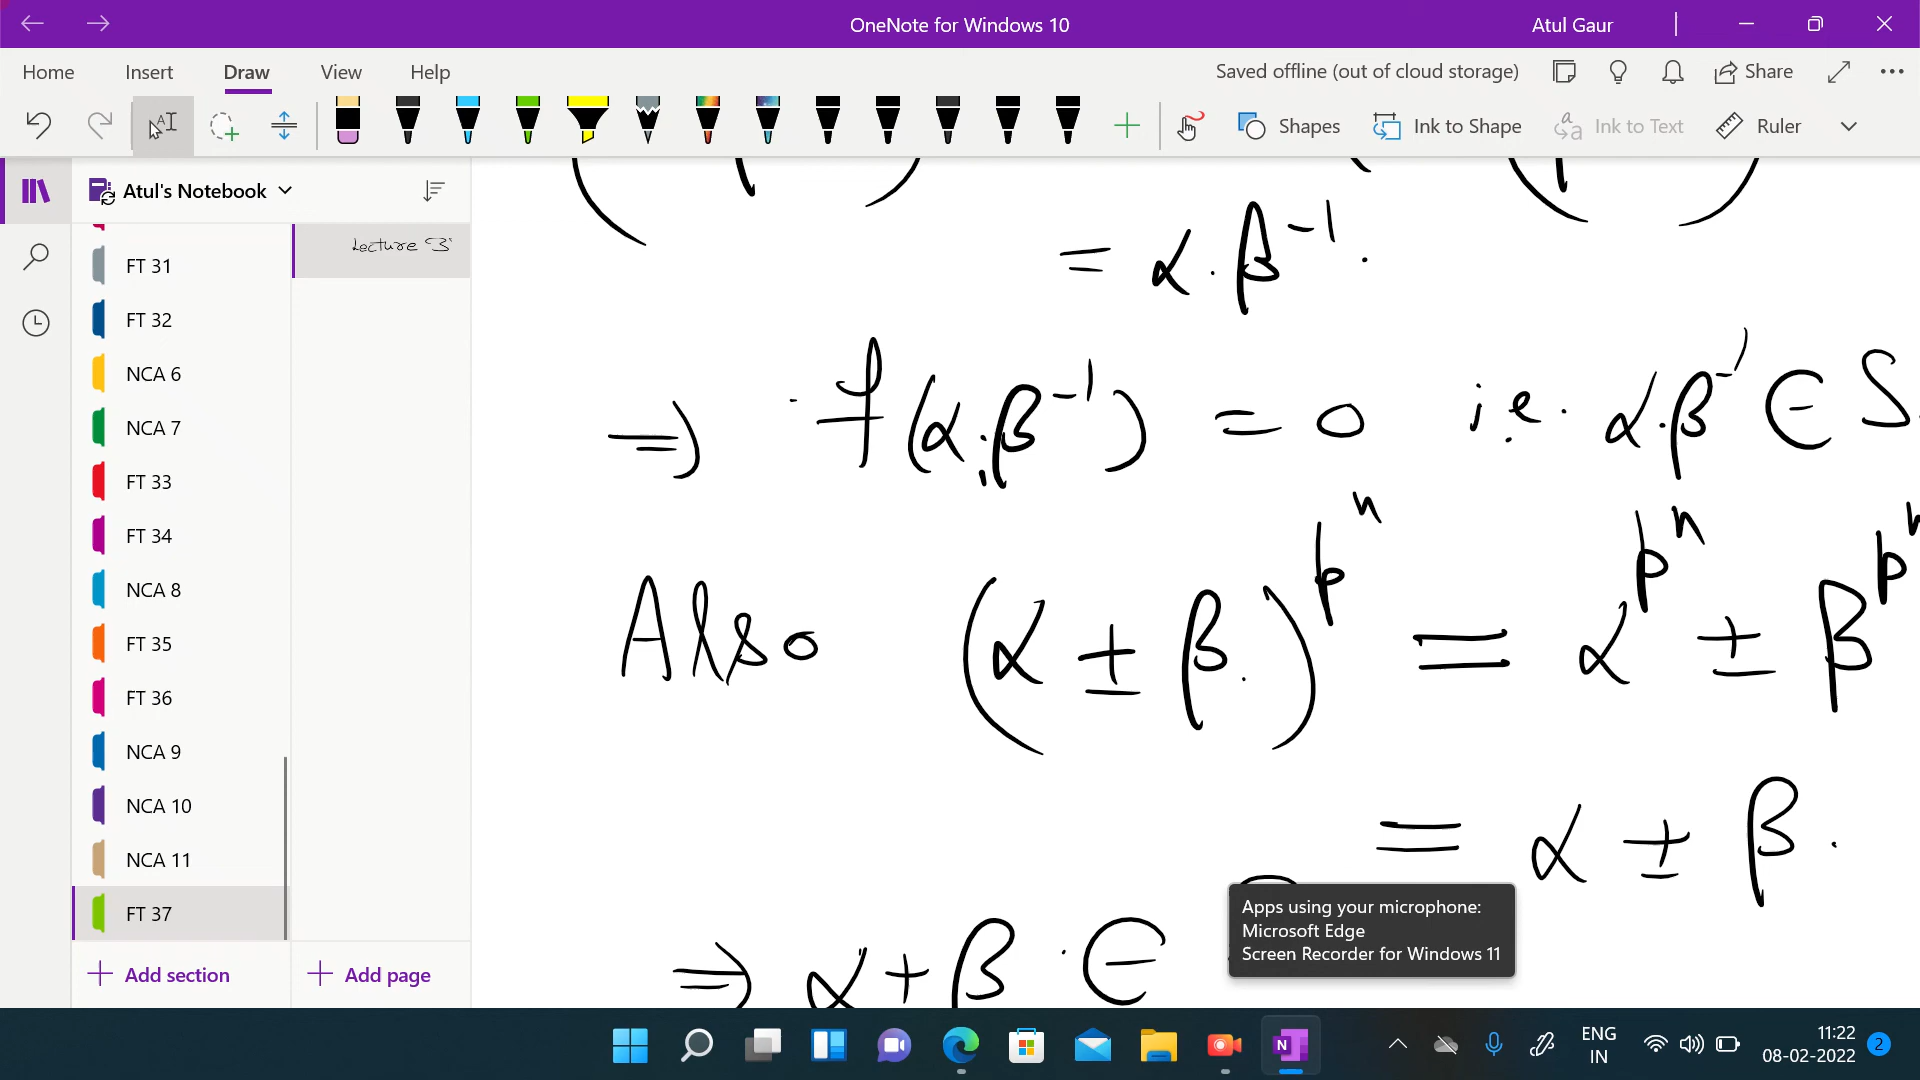 OneNote for Windows 10
Atul Gaur
Home Insert Draw View Help
Saved offline (out of cloud storage)
Share
Shapes
Ink to Shape
Ink to Text
Ruler
Atul's Notebook
FT 31
FT 32
NCA 6
NCA 7
FT 33
FT 34
NCA 8
FT 35
FT 36
NCA 9
NCA 10
NCA 11
FT 37
Add section
Lecture
Add page
= α · β⁻¹ .
⇒ f(α·β⁻¹) = 0 i.e. α·β⁻¹ ∈ S
Also (α ± β)^p^n = α^p^n ± β^p^n
= α ± β .
⇒ α + β ∈
Apps using your microphone:
Microsoft Edge
Screen Recorder for Windows 11
ENG
IN
11:22
08-02-2022
2